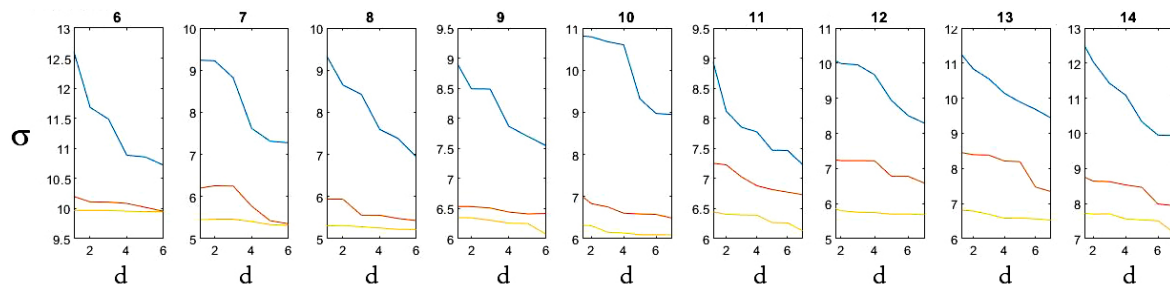 6 7 8 9 10 11 12 13 14
13 10 10 9.5 11 9.5 11 12 13
12.5 9
12 9 9 8.5 10 8.5 10 11 12
11.5 8 8 8 9 8 9 10 11
11 7.5 9
10.5 7 7 7 8 7 8 8 10
10 6 6 6.5 7 6.5 7 7 9
6 6 8
9.5 5 5 6 6 6 5 5 7
2 4 6 2 4 6 2 4 6 2 4 6 2 4 6 2 4 6 2 4 6 2 4 6 2 4 6
σ
d d d d d d d d d